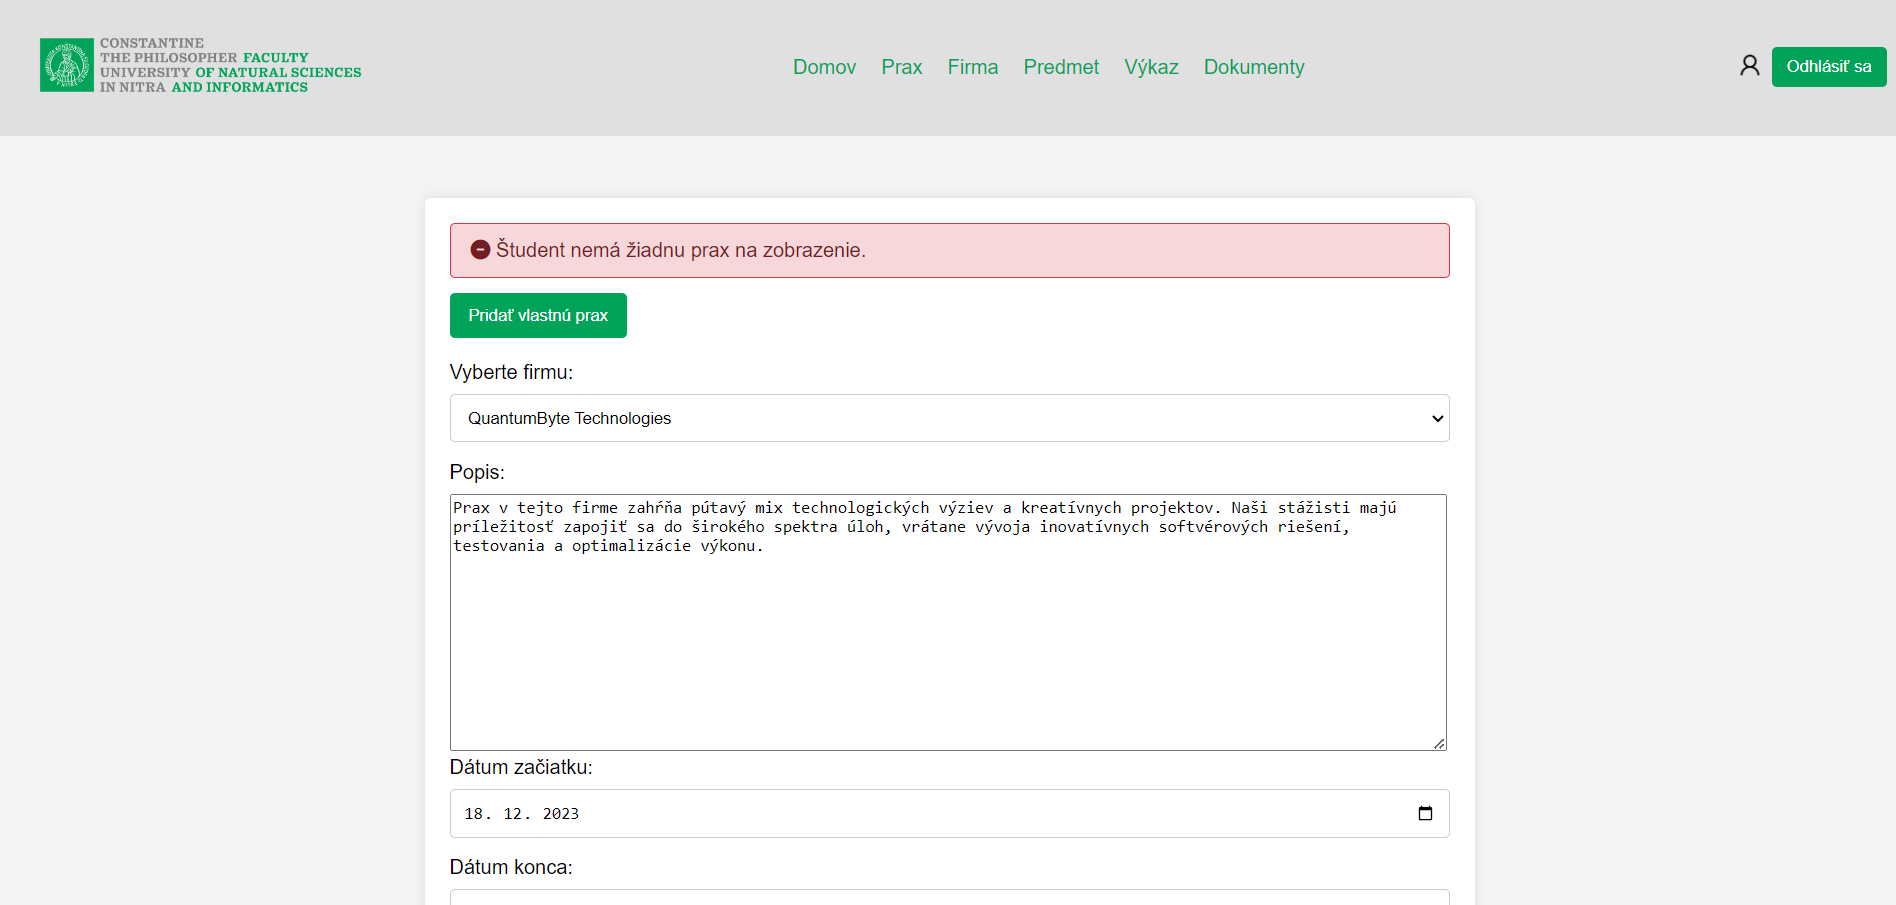 CONSTANTINE
THE PHILOSOPHER FACULTY
UNIVERSITY OF NATURAL SCIENCES
IN NITRA AND INFORMATICS
Domov Prax Firma Predmet Výkaz Dokumenty
Odhlásiť sa
Študent nemá žiadnu prax na zobrazenie.
Pridať vlastnú prax
Vyberte firmu:
QuantumByte Technologies
Popis:
Prax v tejto firme zahŕňa pútavý mix technologických výziev a kreatívnych projektov. Naši stážisti majú
príležitosť zapojiť sa do širokého spektra úloh, vrátane vývoja inovatívnych softvérových riešení,
testovania a optimalizácie výkonu.
Dátum začiatku:
18. 12. 2023
Dátum konca: